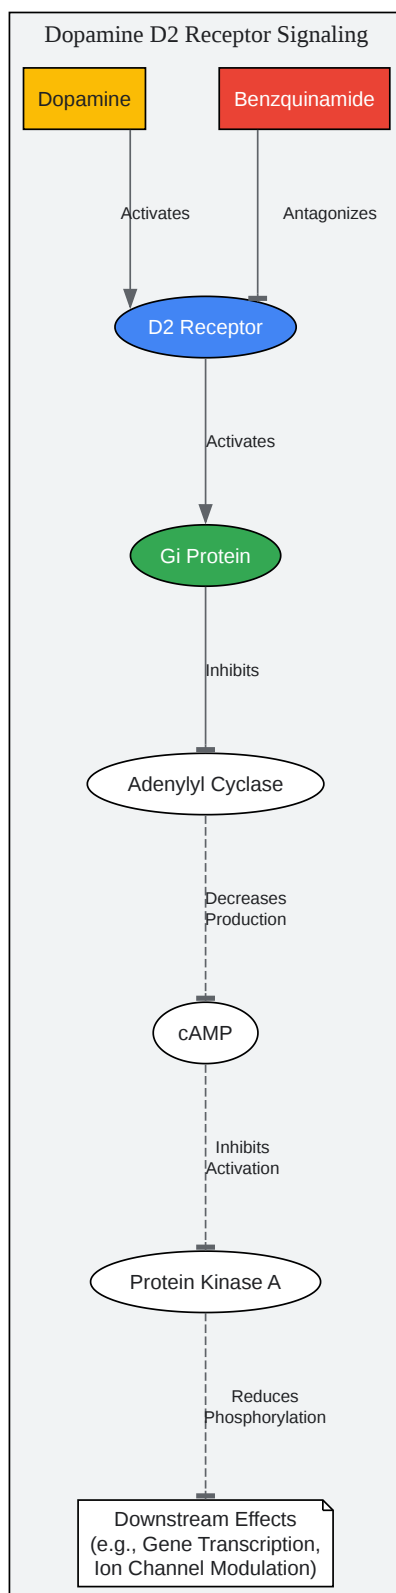 Dopamine D2 Receptor Signaling
Dopamine
Benzquinamide
Activates
Antagonizes
D2 Receptor
Activates
Gi Protein
Inhibits
Adenylyl Cyclase
Decreases
Production
cAMP
Inhibits
Activation
Protein Kinase A
Reduces
Phosphorylation
Downstream Effects
(e.g., Gene Transcription,
Ion Channel Modulation)